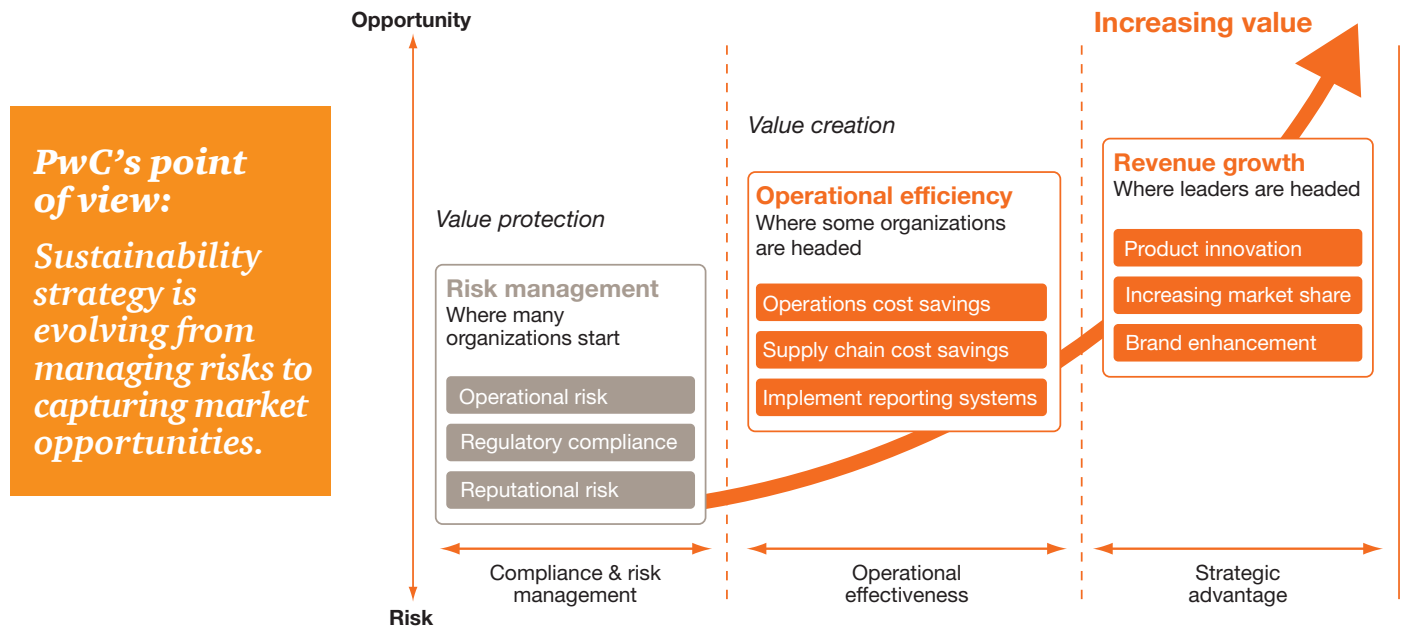 PwC’s point
of view:
Sustainability
strategy is
evolving from
managing risks to
capturing market
opportunities.
Opportunity
Risk
Value protection
Risk management
Where many
organizations start
Operational risk
Regulatory compliance
Reputational risk
Compliance & risk
management
Value creation
Operational efficiency
Where some organizations
are headed
Operations cost savings
Supply chain cost savings
Implement reporting systems
Operational
effectiveness
Increasing value
Revenue growth
Where leaders are headed
Product innovation
Increasing market share
Brand enhancement
Strategic
advantage